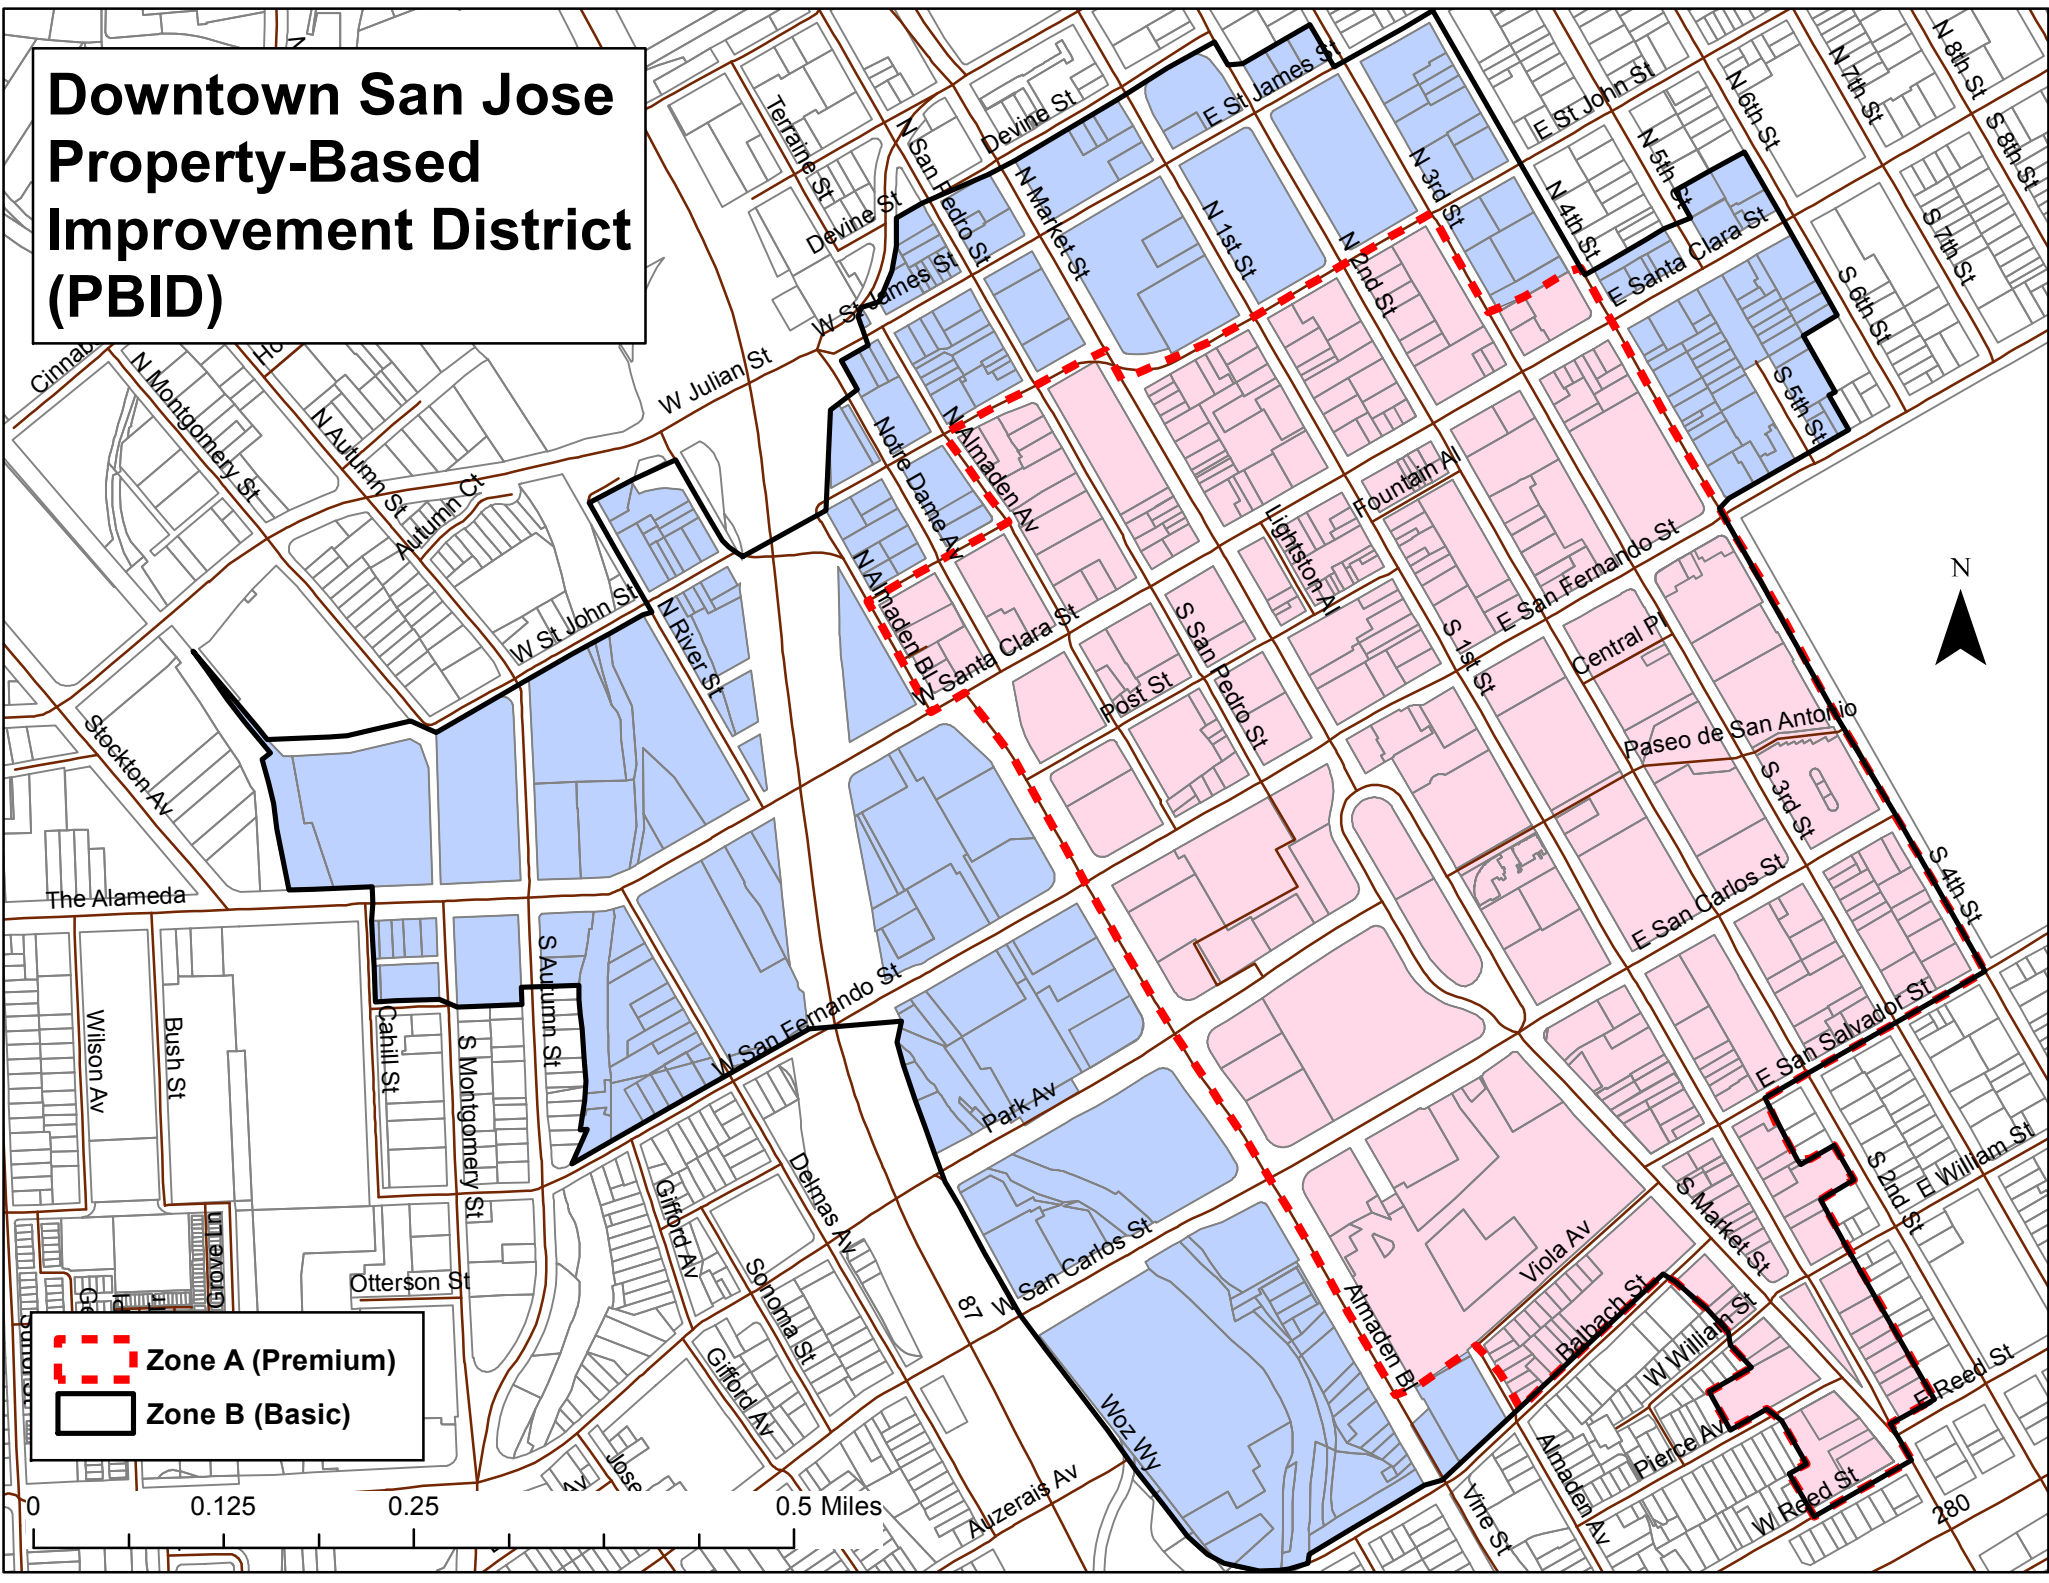 Downtown San Jose
Property-Based
Improvement District
(PBID)
N 8th St
N 7th St
N 6th St
E St John St
S 8th St
E St James St
Devine St
Terraine St
N San Pedro St
N 5th St
N 3rd St
N 4th St
E Santa Clara St
S 7th St
N Market St
N 1st St
N 2nd St
Devine St
S 6th St
W St James St
W Julian St
S 5th St
N Montgomery St
N Autumn St
Autumn Ct
Notre Dame Av
N Almaden Av
Fountain Al
Lightston Al
E San Fernando St
N
N Almaden Bl
W St John St
N River St
W Santa Clara St
S San Pedro St
S 1st St
Central Pl
Post St
Paseo de San Antonio
Stockton Av
S 3rd St
The Alameda
S 4th St
E San Carlos St
S Autumn St
W San Fernando St
Wilson Av
Bush St
Cahill St
S Montgomery St
E San Salvador St
Park Av
Gifford Av
Delmas Av
S 2nd St
E William St
S Market St
Viola Av
W San Carlos St
Grove Ln
Otterson St
Sonoma St
87
Almaden Bl
Balbach St
W William St
Gifford Av
E Reed St
Zone A (Premium)
Zone B (Basic)
Woz Wy
Pierce Av
Almaden Av
Auzerais Av
Vine St
W Reed St
280
0
0.125
0.25
0.5 Miles